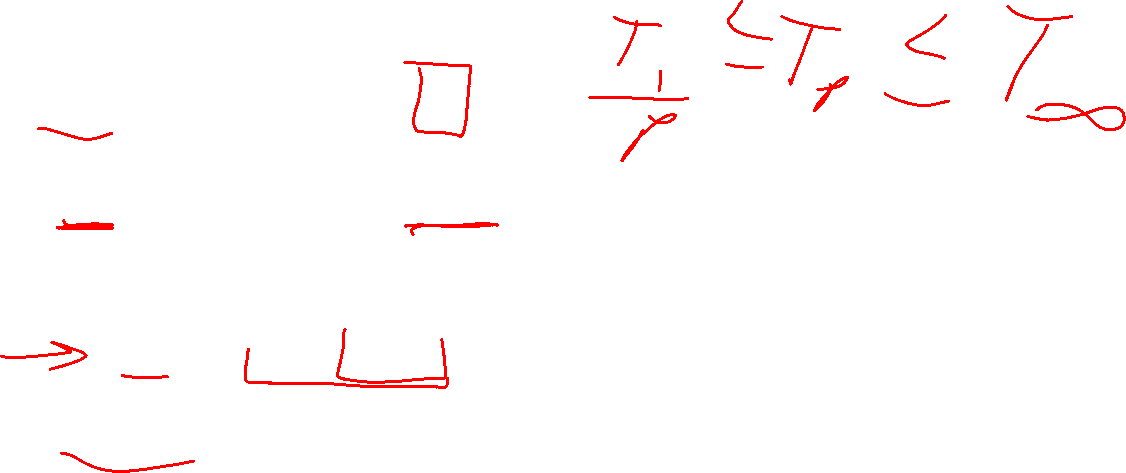 T₁/p ≤ Tₚ ≤ T∞